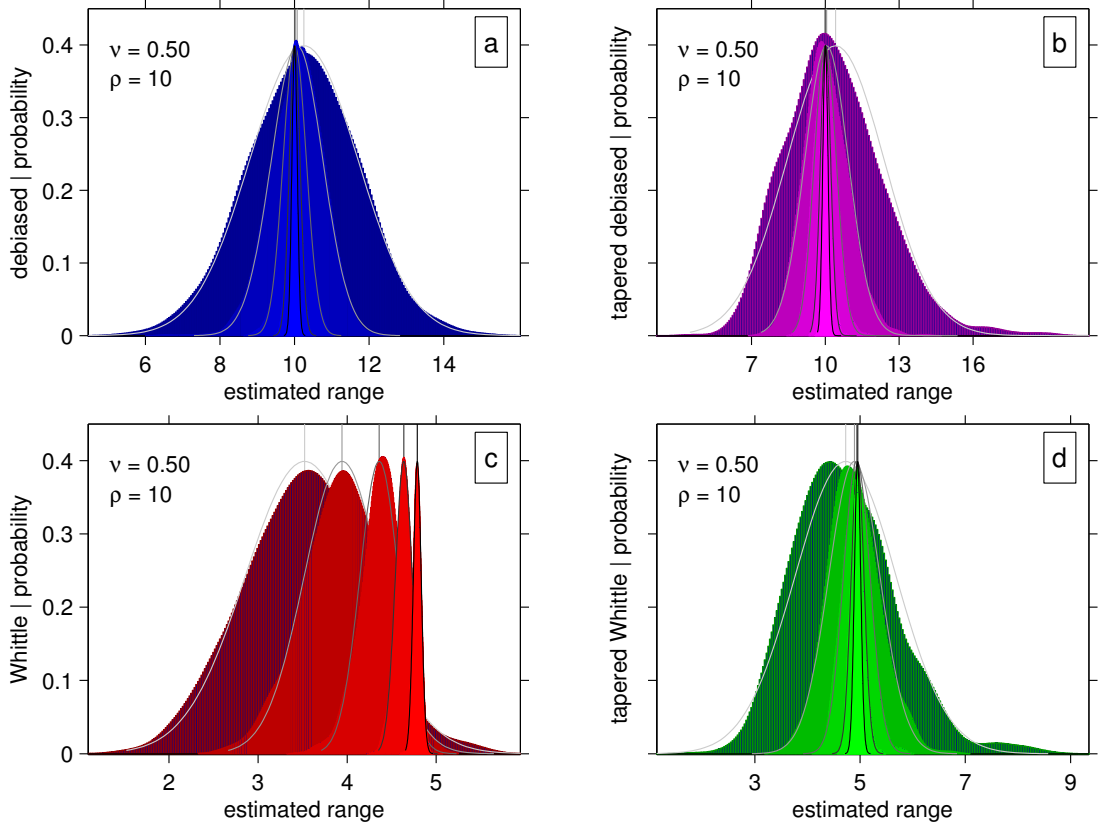 a
ν = 0.50
ρ = 10
debiased | probability
0.4
0.3
0.2
0.1
0
6 8 10 12 14
estimated range
b
ν = 0.50
ρ = 10
tapered debiased | probability
7 10 13 16
estimated range
c
ν = 0.50
ρ = 10
Whittle | probability
0.4
0.3
0.2
0.1
0
2 3 4 5
estimated range
d
ν = 0.50
ρ = 10
tapered Whittle | probability
3 5 7 9
estimated range